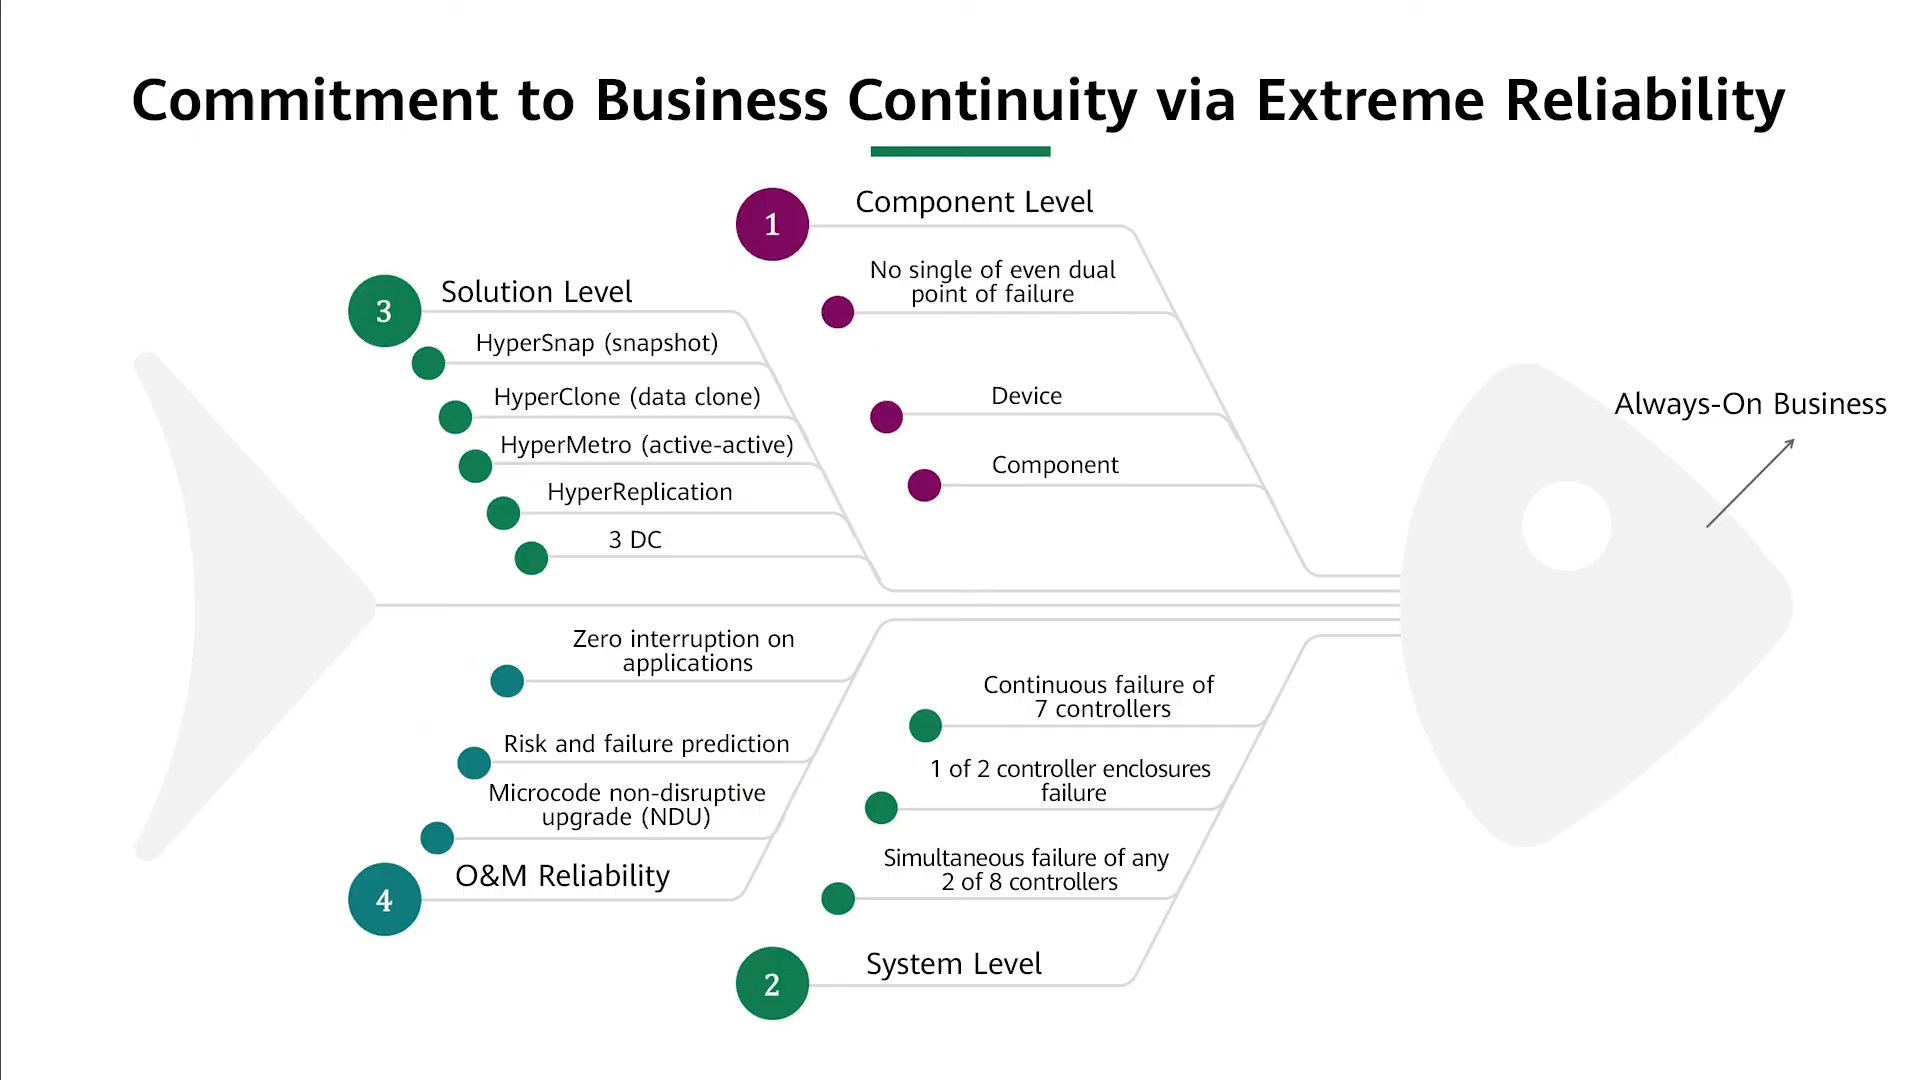 Commitment to Business Continuity via Extreme Reliability
1
Component Level
No single of even dual
point of failure
Device
Component
3
Solution Level
HyperSnap (snapshot)
HyperClone (data clone)
HyperMetro (active-active)
HyperReplication
3 DC
Always-On Business
Zero interruption on
applications
Risk and failure prediction
Microcode non-disruptive
upgrade (NDU)
4
O&M Reliability
Continuous failure of
7 controllers
1 of 2 controller enclosures
failure
Simultaneous failure of any
2 of 8 controllers
2
System Level